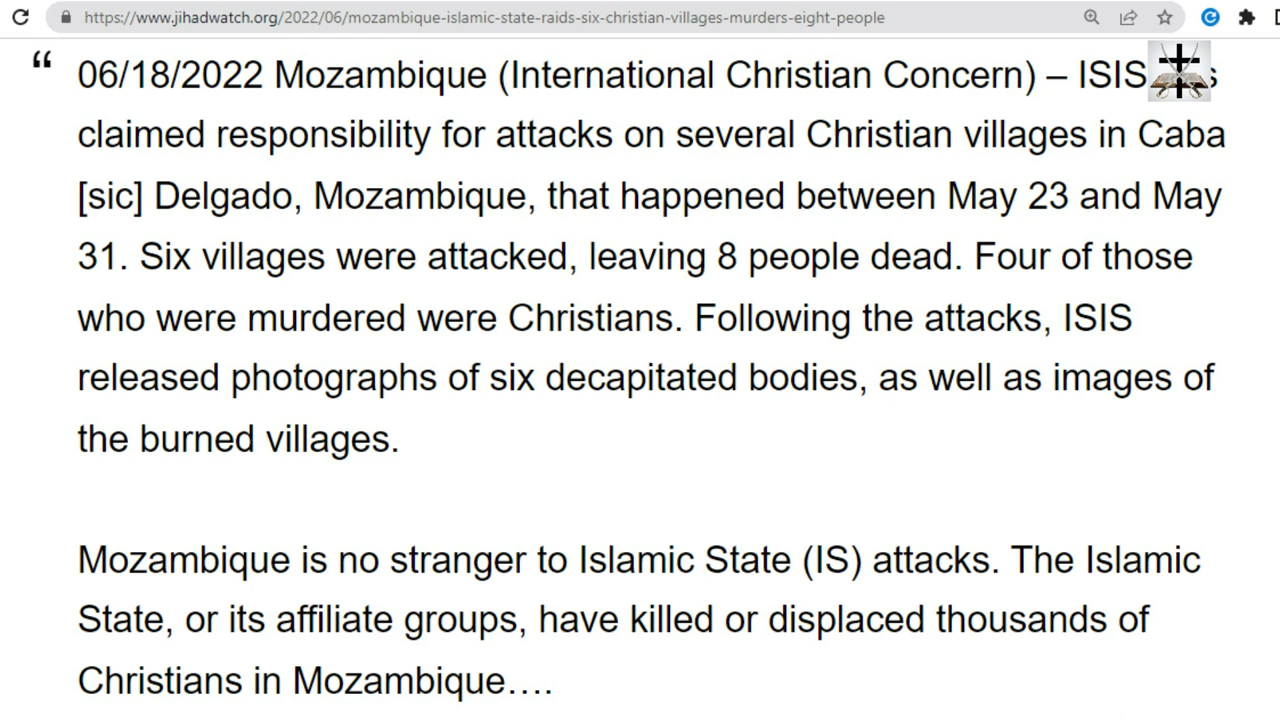 https://www.jihadwatch.org/2022/06/mozambique-islamic-state-raids-six-christian-villages-murders-eight-people
“ 06/18/2022 Mozambique (International Christian Concern) – ISIS
claimed responsibility for attacks on several Christian villages in Caba
[sic] Delgado, Mozambique, that happened between May 23 and May
31. Six villages were attacked, leaving 8 people dead. Four of those
who were murdered were Christians. Following the attacks, ISIS
released photographs of six decapitated bodies, as well as images of
the burned villages.
Mozambique is no stranger to Islamic State (IS) attacks. The Islamic
State, or its affiliate groups, have killed or displaced thousands of
Christians in Mozambique….